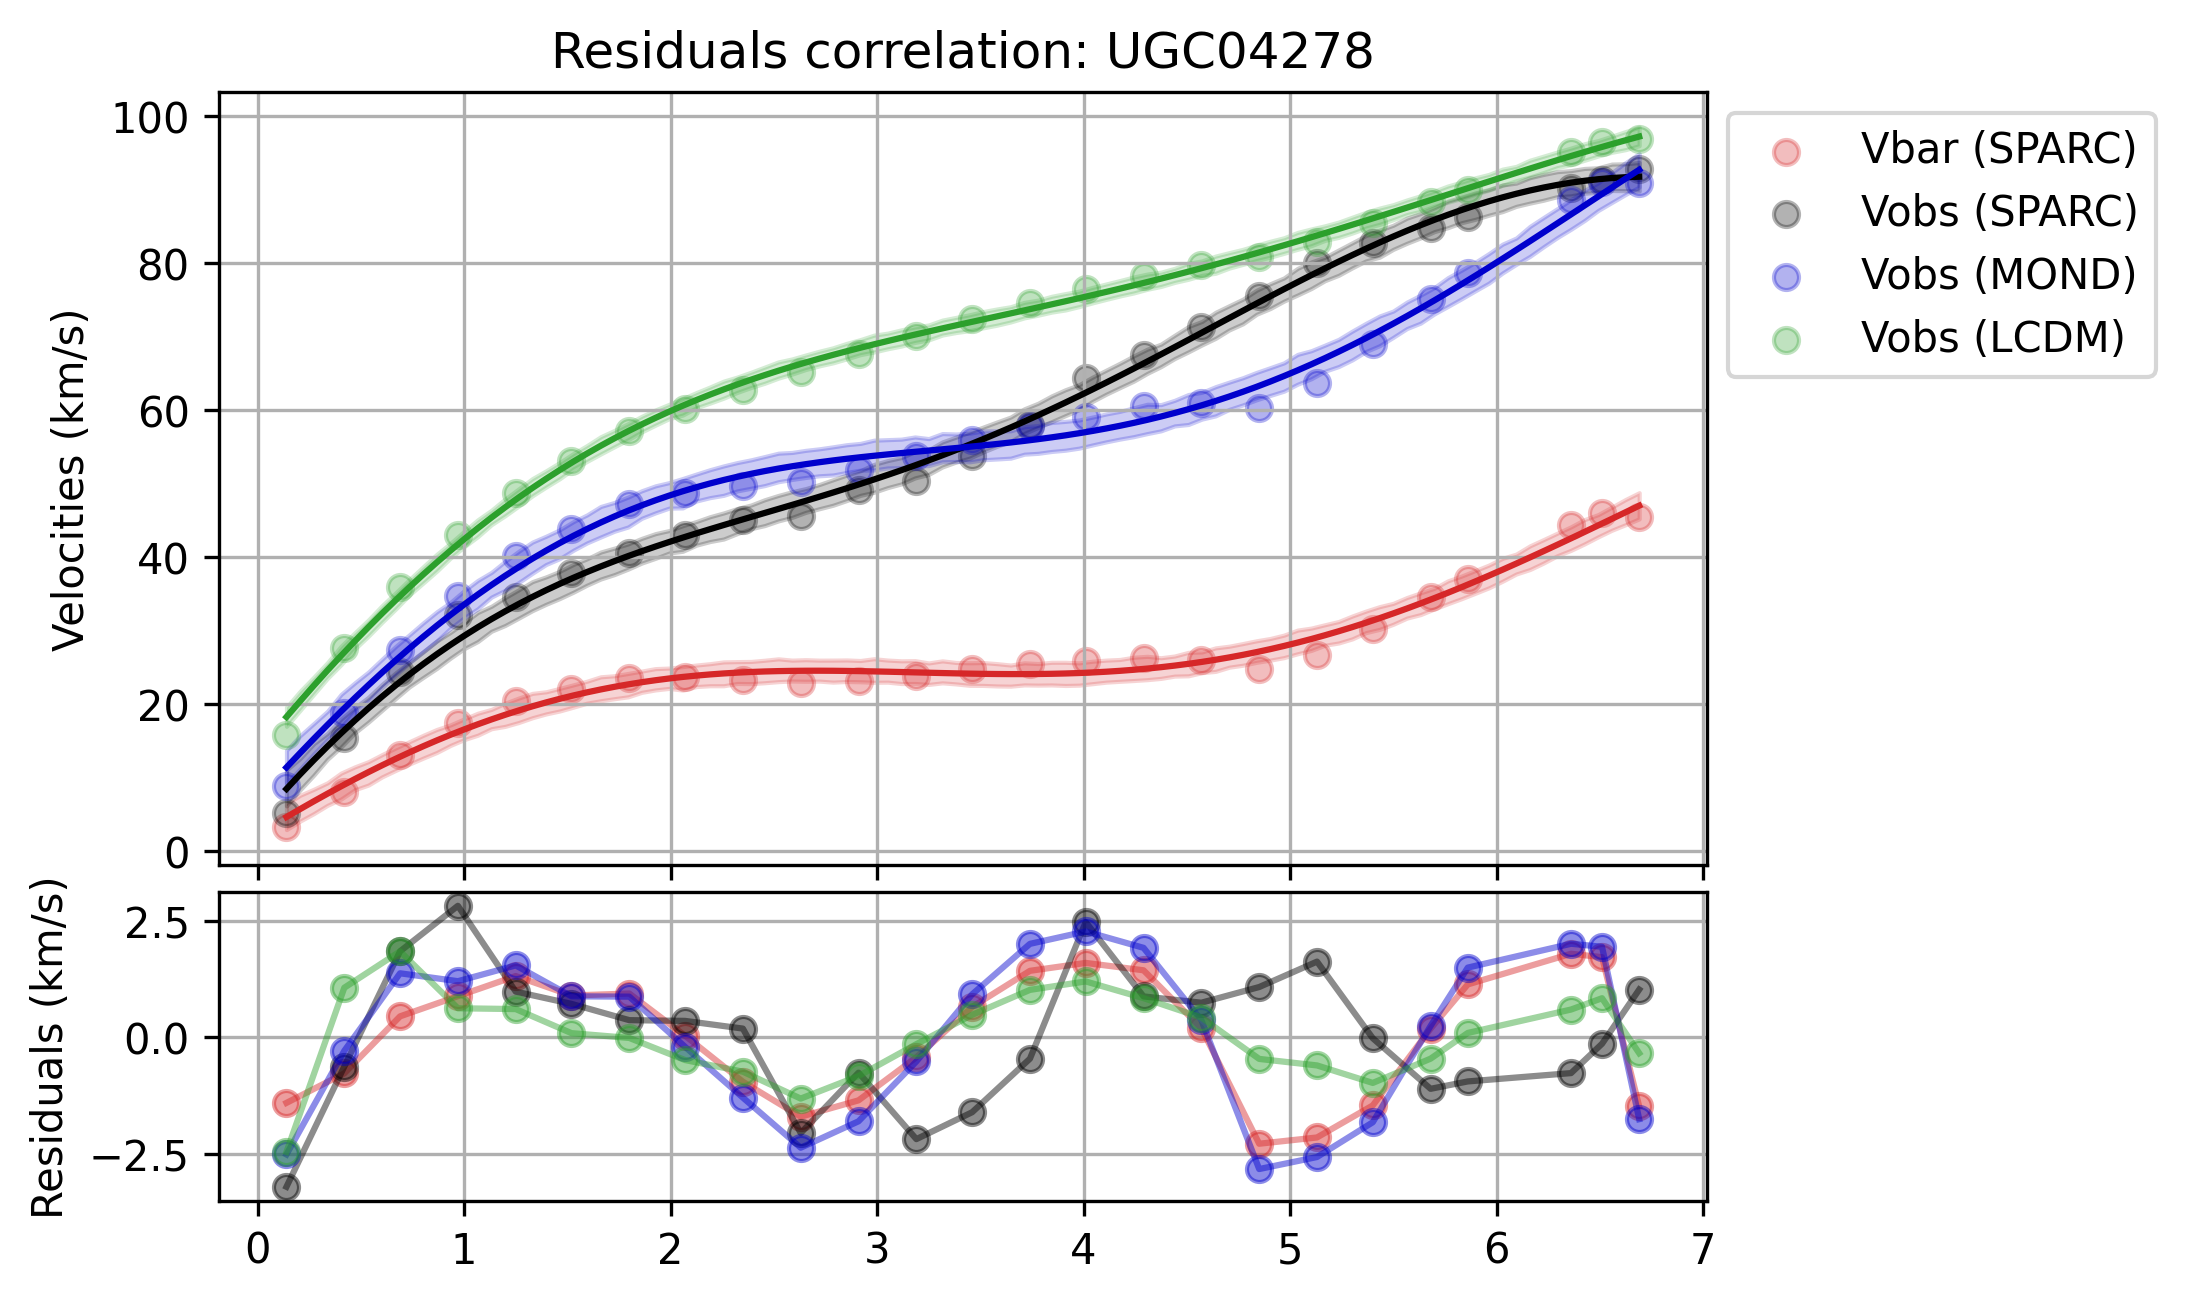 Residuals correlation: UGC04278
Velocities (km/s)
100
80
60
40
20
0
Vbar (SPARC)
Vobs (SPARC)
Vobs (MOND)
Vobs (LCDM)
Residuals (km/s)
2.5
0.0
−2.5
0 1 2 3 4 5 6 7